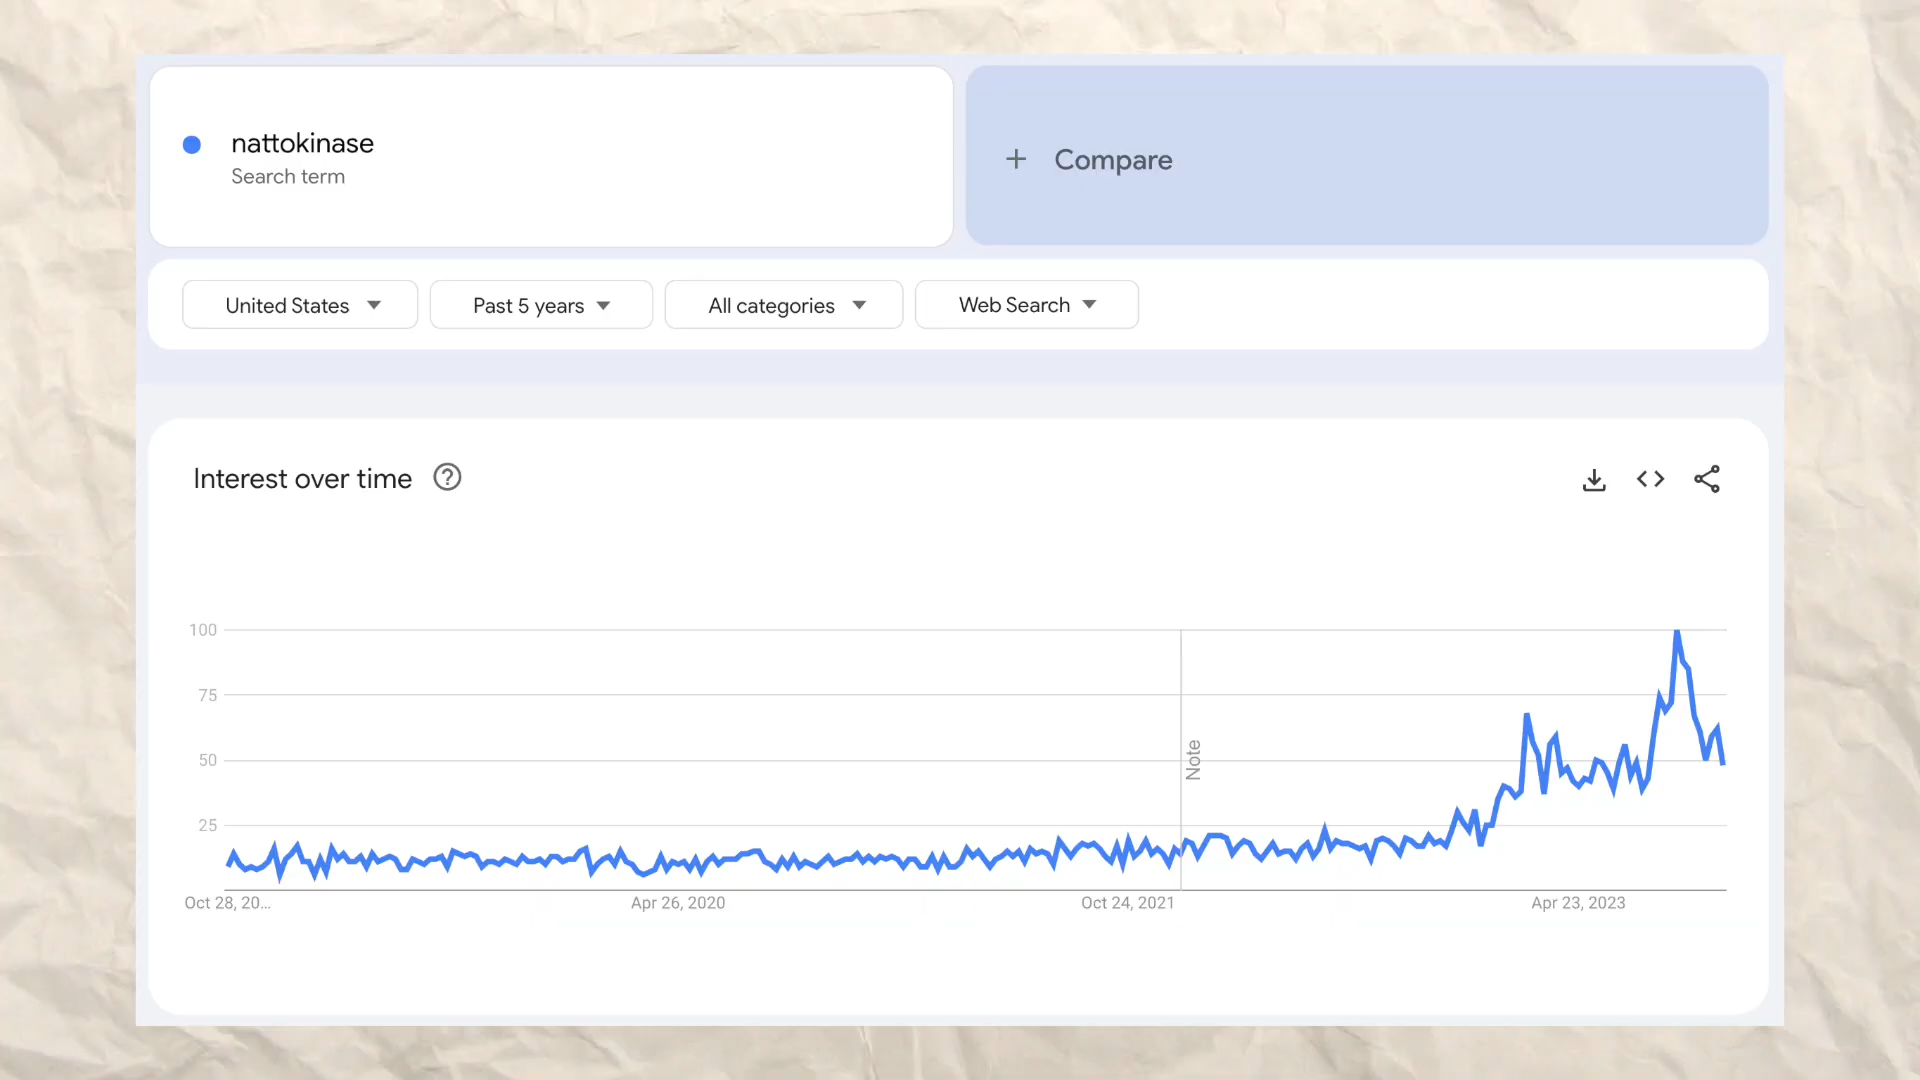 nattokinase
Search term
+ Compare
United States
Past 5 years
All categories
Web Search
Interest over time ?
100
75
50
25
Note
Oct 28, 20...
Apr 26, 2020
Oct 24, 2021
Apr 23, 2023